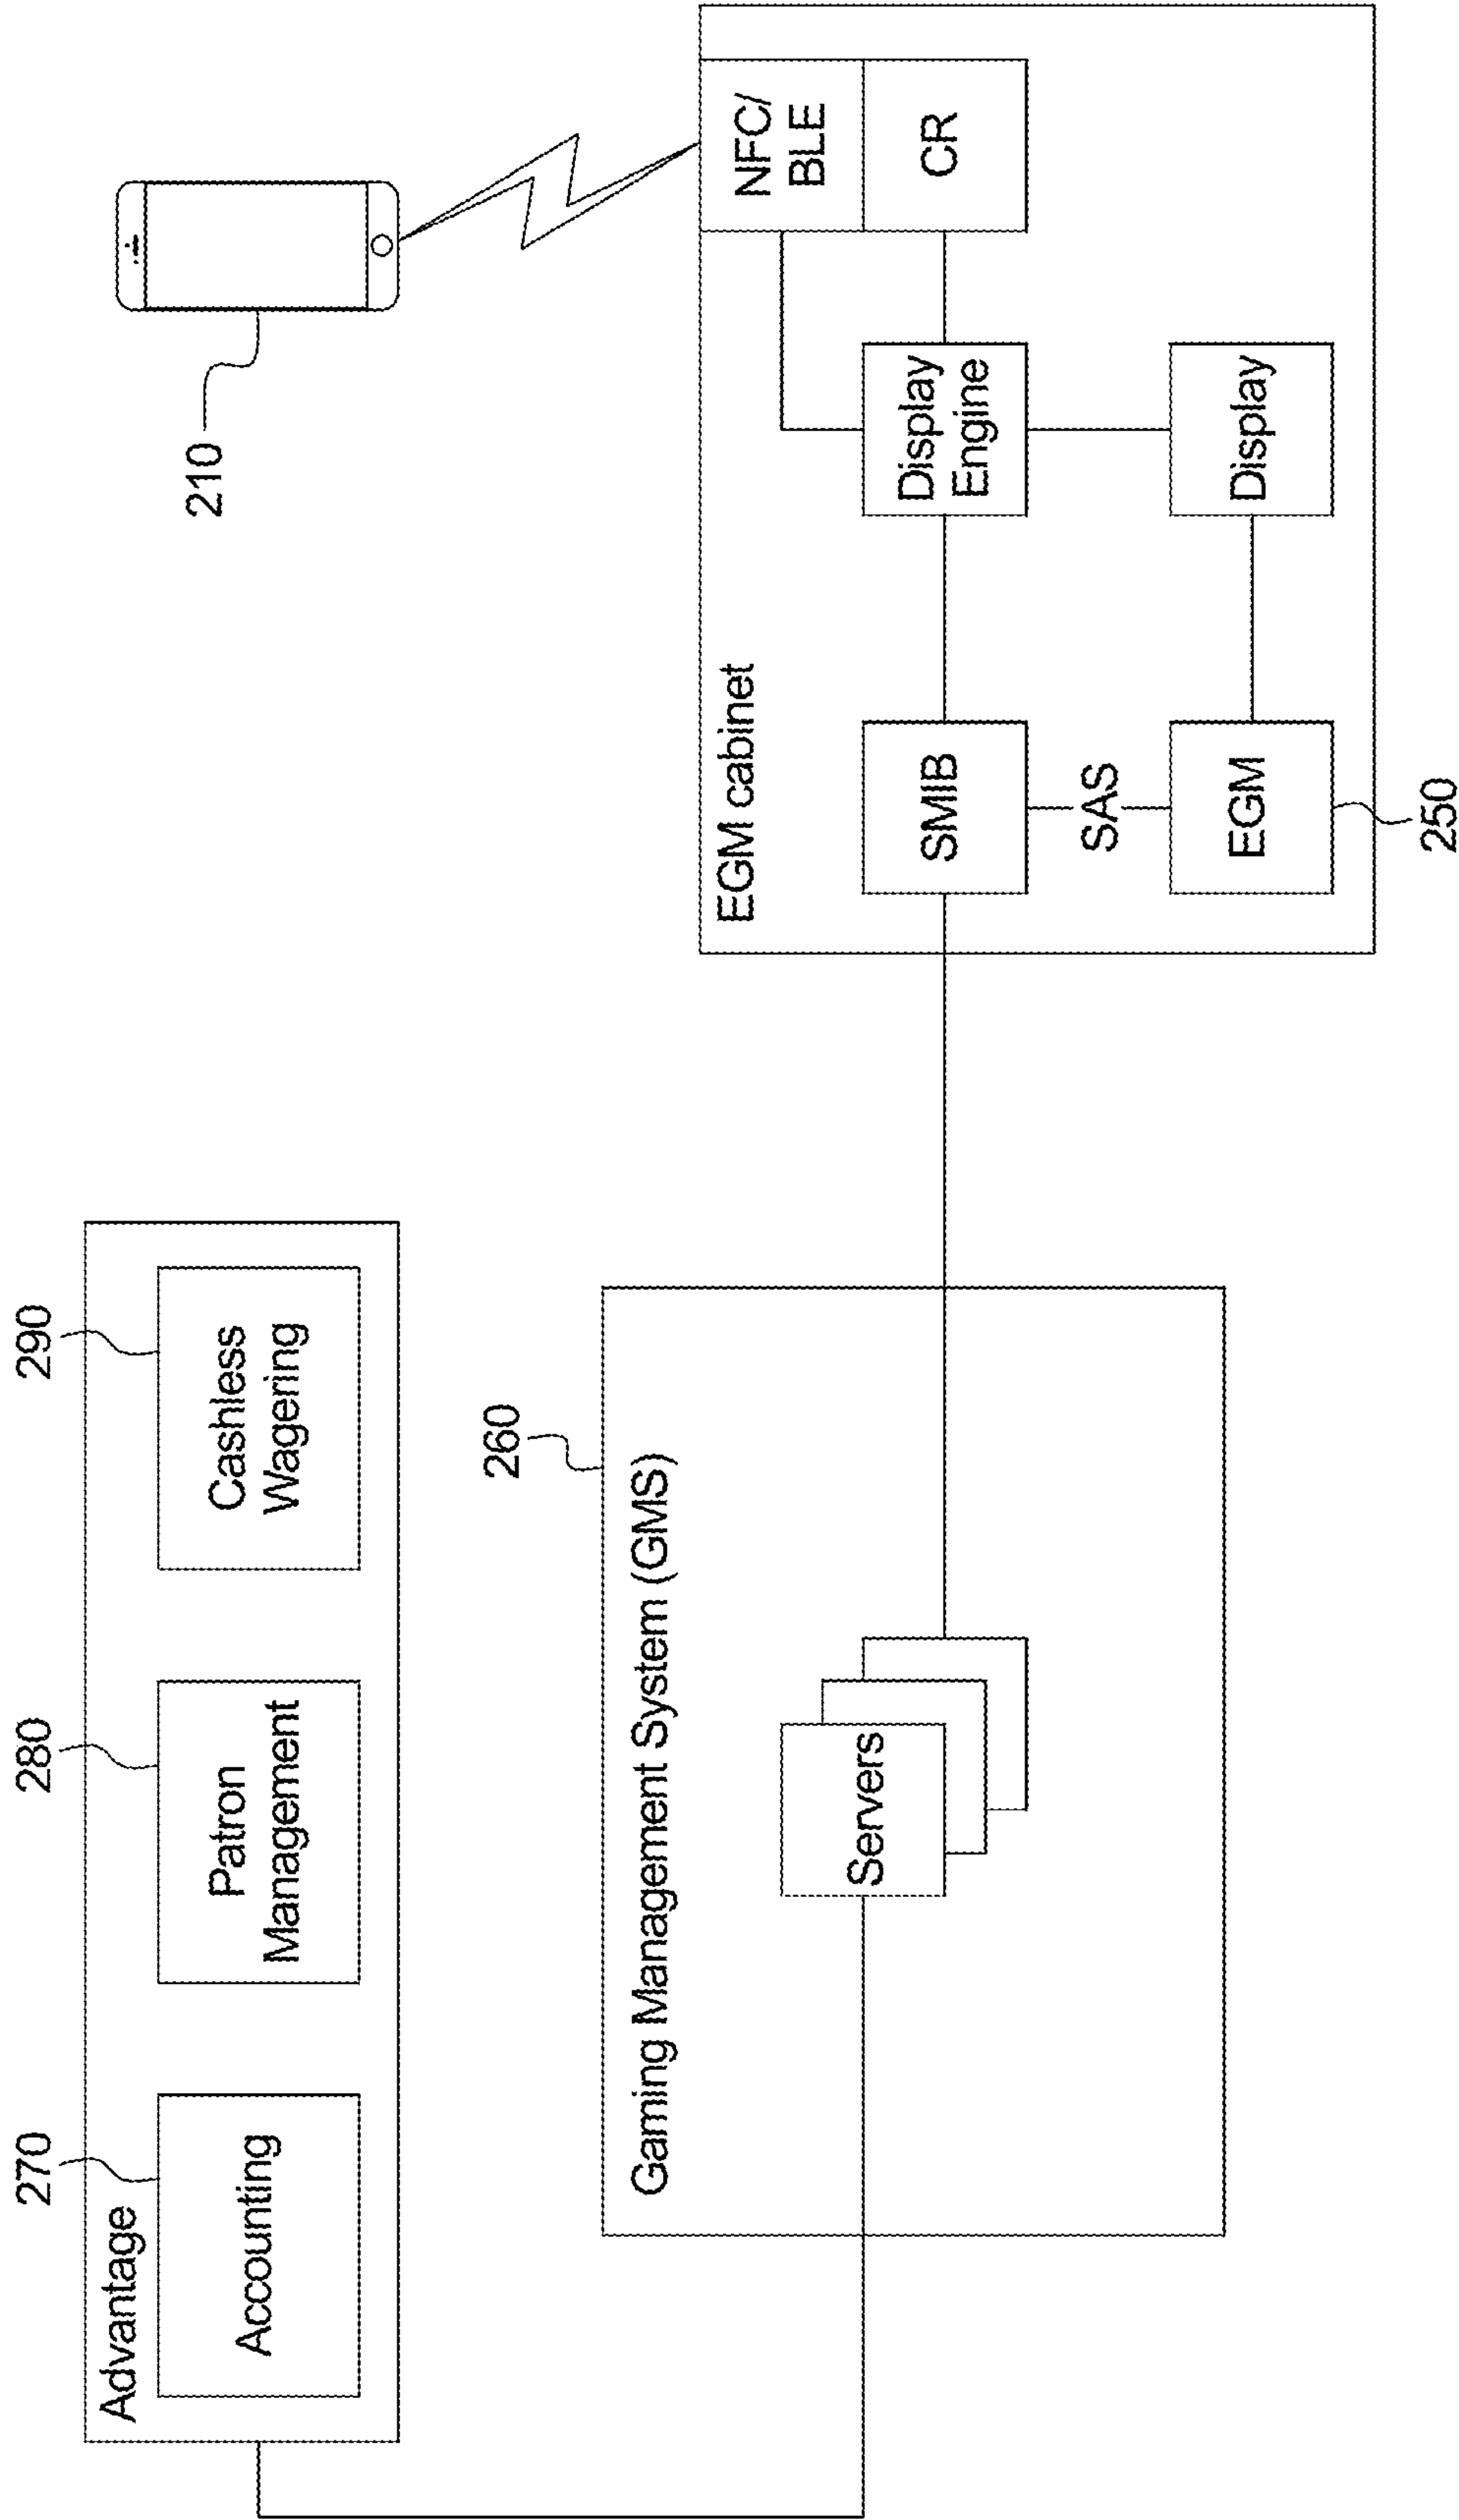 Advantage
270
Accounting
280
Patron
Management
290
Cashless
Wagering
210
260
Gaming Management System (GMS)
Servers
EGM cabinet
NFC/
BLE
CR
SMIB
Display
Engine
SAS
EGM
Display
250